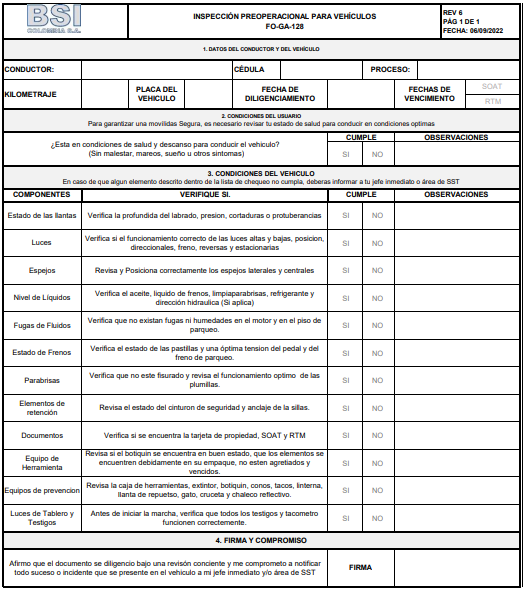 BSI
COLOMBIA S.A.
INSPECCIÓN PREOPERACIONAL PARA VEHÍCULOS
FO-GA-128
REV 6
PÁG 1 DE 1
FECHA: 06/09/2022
1. DATOS DEL CONDUCTOR Y DEL VEHÍCULO
CONDUCTOR:
CÉDULA
PROCESO:
KILOMETRAJE
PLACA DEL
VEHICULO
FECHA DE
DILIGENCIAMIENTO
FECHAS DE
VENCIMIENTO
SOAT
RTM
2. CONDICIONES DEL USUARIO
Para garantizar una movilidas Segura, es necesario revisar tu estado de salud para conducir en condiciones optimas
¿Esta en condiciones de salud y descanso para conducir el vehiculo?
(Sin malestar, mareos, sueño u otros sintomas)
CUMPLE
OBSERVACIONES
SI
NO
3. CONDICIONES DEL VEHICULO
En caso de que algun elemento descrito dentro de la lista de chequeo no cumpla, deberas informar a tu jefe inmediato o área de SST
COMPONENTES
VERIFIQUE SI.
CUMPLE
OBSERVACIONES
Estado de las llantas
Verifica la profundida del labrado, presion, cortaduras o protuberancias
SI
NO
Luces
Verifica si el funcionamiento correcto de las luces altas y bajas, posicion,
direccionales, freno, reversas y estacionarias
SI
NO
Espejos
Revisa y Posiciona correctamente los espejos laterales y centrales
SI
NO
Nivel de Líquidos
Verifica el aceite, liquido de frenos, limpiaparabrisas, refrigerante y
dirección hidraulica (Si aplica)
SI
NO
Fugas de Fluidos
Verifica que no existan fugas ni humedades en el motor y en el piso de
parqueo.
SI
NO
Estado de Frenos
Verifica el estado de las pastillas y una óptima tension del pedal y del
freno de parqueo.
SI
NO
Parabrisas
Verifica que no este fisurado y revisa el funcionamiento optimo de las
plumillas.
SI
NO
Elementos de
retención
Revisa el estado del cinturon de seguridad y anclaje de la sillas.
SI
NO
Documentos
Verifica si se encuentra la tarjeta de propiedad, SOAT y RTM
SI
NO
Equipo de
Herramienta
Revisa si el botiquin se encuentra en buen estado, que los elementos se
encuentren debidamente en su empaque, no esten agretiados y
vencidos.
SI
NO
Equipos de prevencion
Revisa la caja de herramientas, extintor, botiquin, conos, tacos, linterna,
llanta de repuetso, gato, cruceta y chaleco reflectivo.
SI
NO
Luces de Tablero y
Testigos
Antes de iniciar la marcha, verifica que todos los testigos y tacometro
funcionen correctamente.
SI
NO
4. FIRMA Y COMPROMISO
Afirmo que el documento se diligencio bajo una revisón conciente y me comprometo a notificar
todo suceso o incidente que se presente en el vehiculo a mi jefe inmediato y/o área de SST
FIRMA